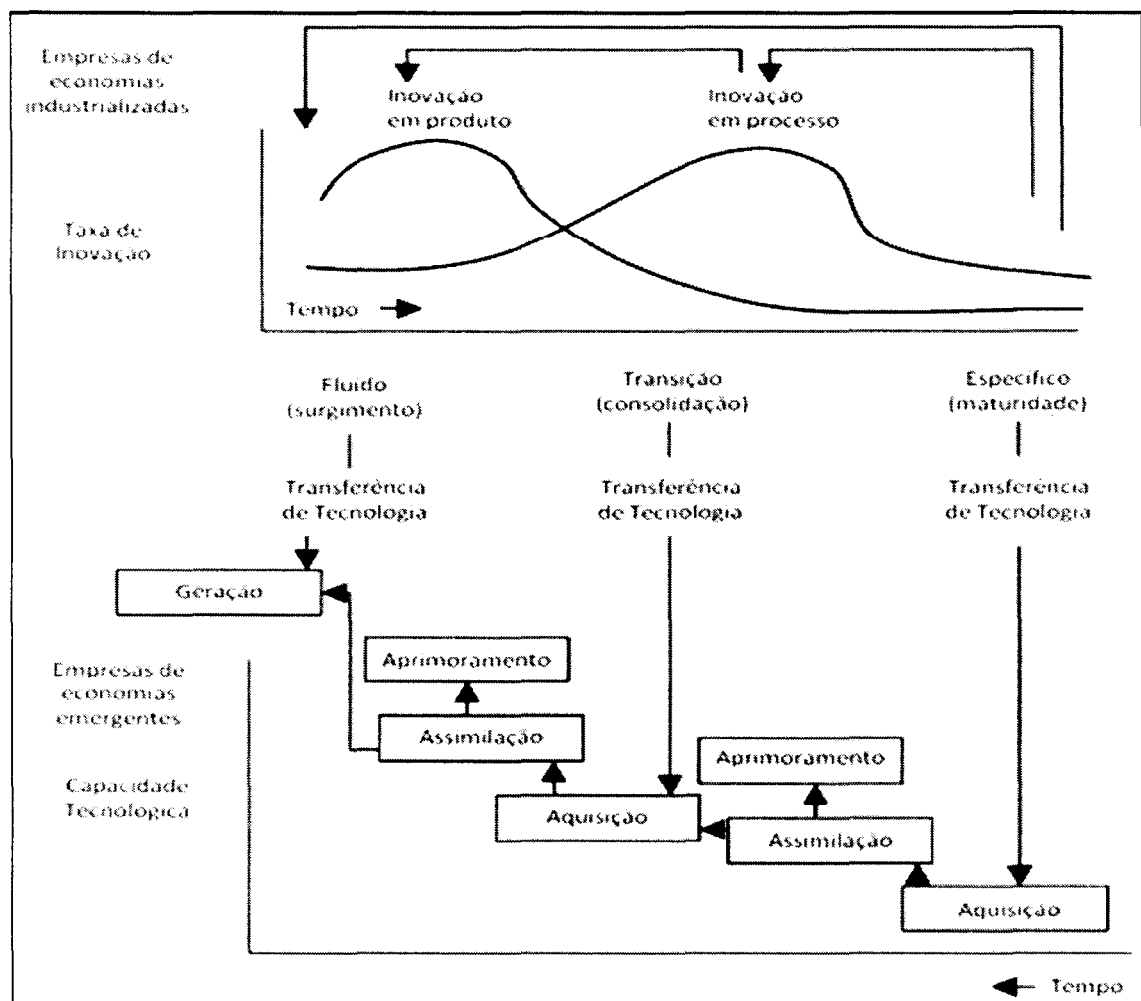 Empresas de
economias
industrializadas
Inovação
em produto
Inovação
em processo
Taxa de
Inovação
Tempo
Fluido
(surgimento)
Transição
(consolidação)
Específico
(maturidade)
Transferência
de Tecnologia
Transferência
de Tecnologia
Transferência
de Tecnologia
Geração
Empresas de
economias
emergentes
Aprimoramento
Assimilação
Capacidade
Tecnologica
Aquisição
Aprimoramento
Assimilação
Aquisição
Tempo